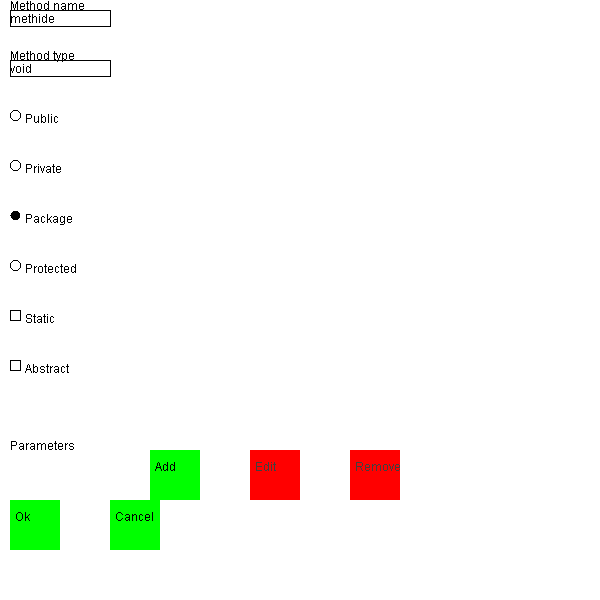 Method name
methide
Method type
void
Public
Private
Package
Protected
Static
Abstract
Parameters
Add Edit Remove
Ok Cancel